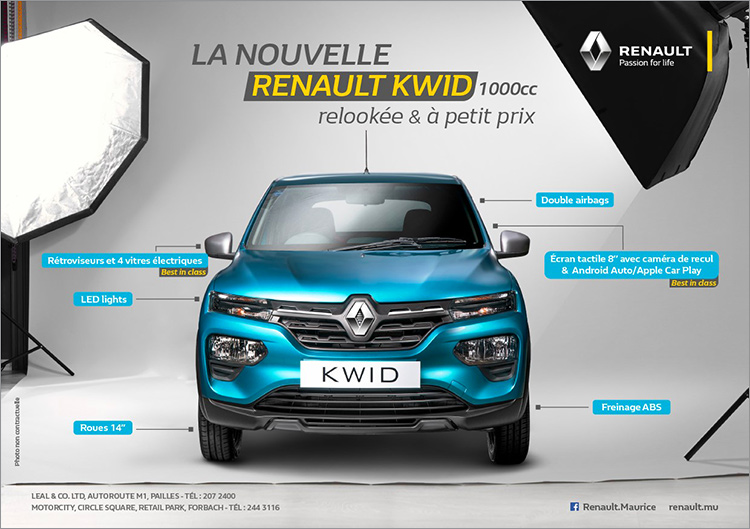 LA NOUVELLE
RENAULT KWID 1000cc
relookée & à petit prix
RENAULT
Passion for life
Double airbags
Rétroviseurs et 4 vitres électriques
Best in class
Écran tactile 8" avec caméra de recul
& Android Auto/Apple Car Play
Best in class
LED lights
KWID
Freinage ABS
Roues 14"
Photo non contractuelle
LEAL & CO. LTD, AUTOROUTE M1, PAILLES - TÉL : 207 2400
MOTORCITY, CIRCLE SQUARE, RETAIL PARK, FORBACH - TÉL : 244 3116
Renault.Maurice renault.mu